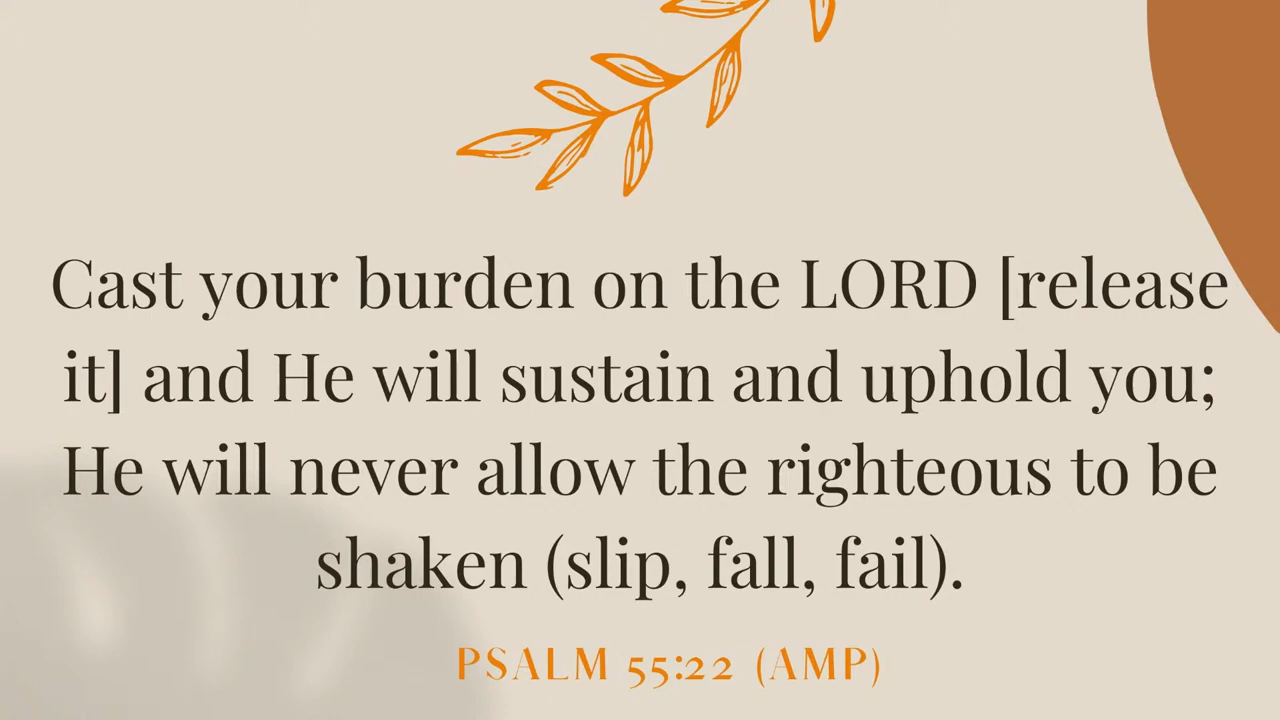 Cast your burden on the LORD [release
it] and He will sustain and uphold you;
He will never allow the righteous to be
shaken (slip, fall, fail).
PSALM 55:22 (AMP)